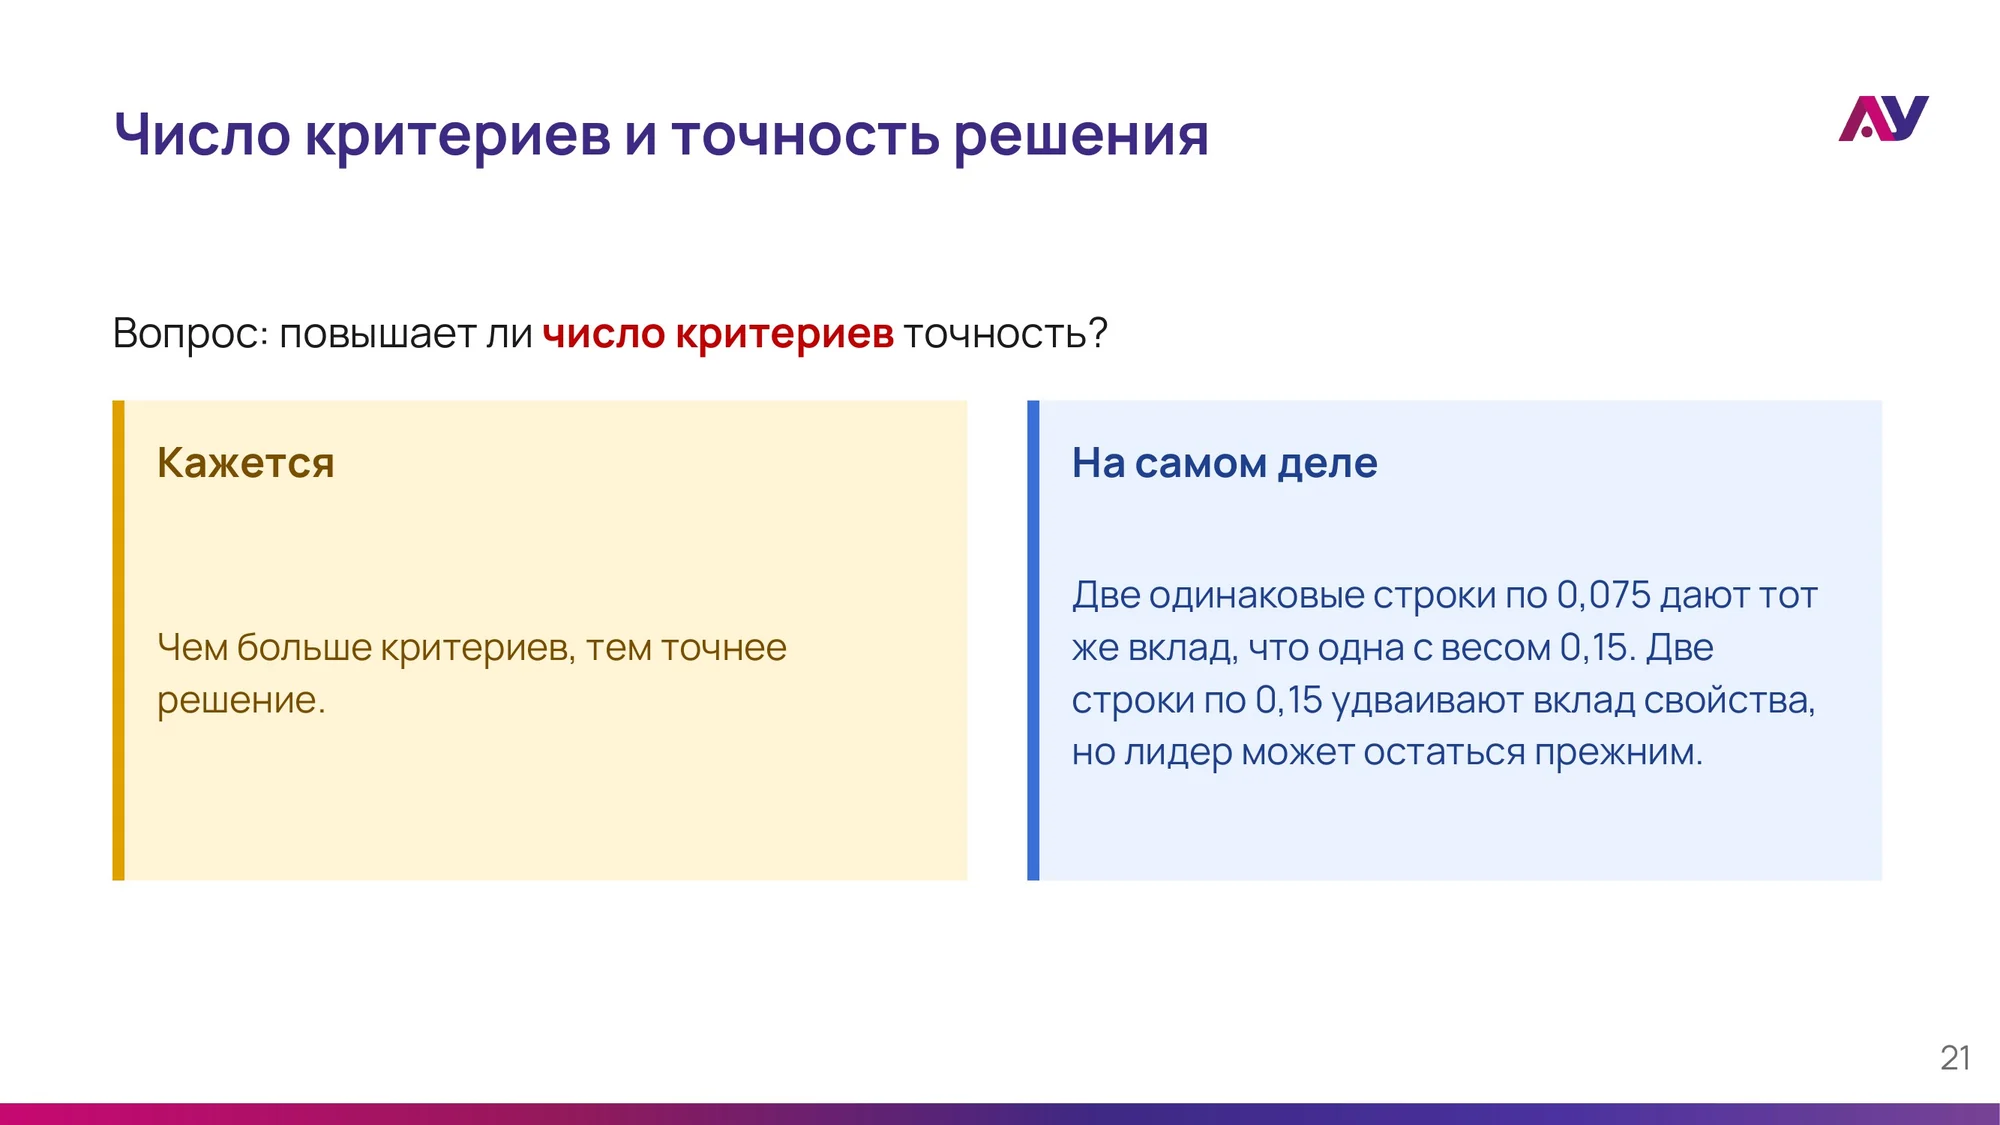 Число критериев и точность решения
АУ
Вопрос: повышает ли число критериев точность?
Кажется
Чем больше критериев, тем точнее
решение.
На самом деле
Две одинаковые строки по 0,075 дают тот
же вклад, что одна с весом 0,15. Две
строки по 0,15 удваивают вклад свойства,
но лидер может остаться прежним.
21